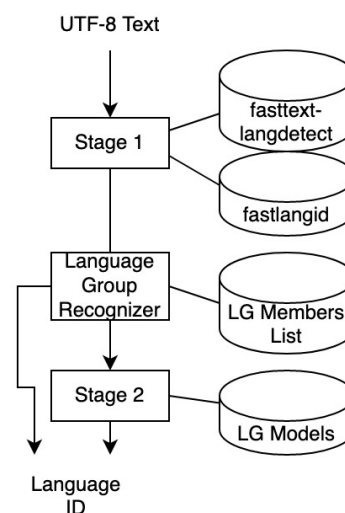 UTF-8 Text
fasttext-
langdetect
Stage 1
fastlangid
Language
Group
Recognizer
LG Members
List
Stage 2
LG Models
Language
ID